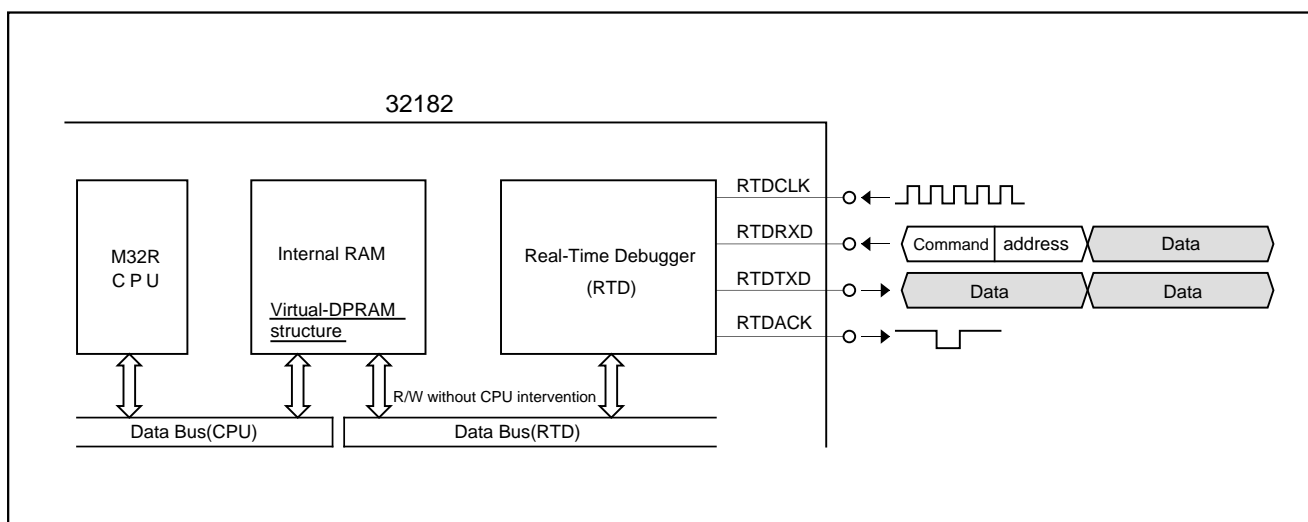 32182
M32R
C P U
Internal RAM
Virtual-DPRAM
structure
Real-Time Debugger
(RTD)
RTDCLK
RTDRXD
RTDTXD
RTDACK
Command
address
Data
Data
Data
R/W without CPU intervention
Data Bus(CPU)
Data Bus(RTD)